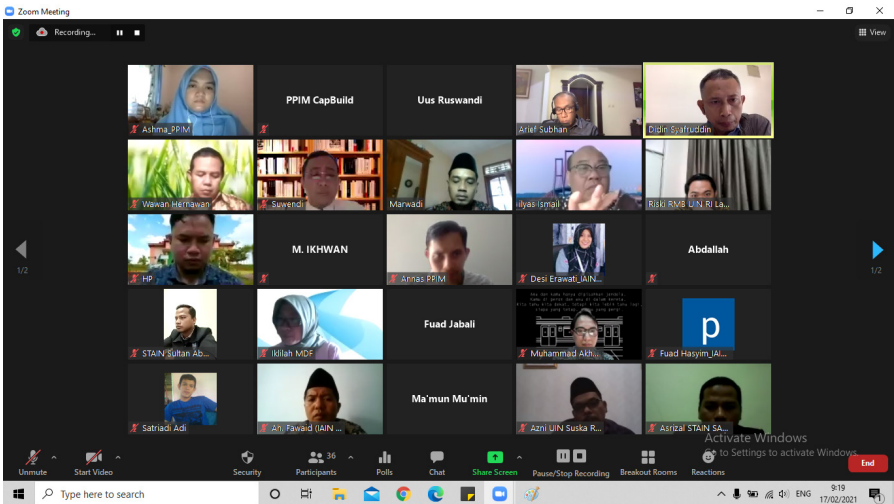 Zoom Meeting
Recording...
View
Ashma_PPIM
PPIM CapBuild
Uus Ruswandi
Arief Subhan
Didin Syafruddin
Wawan Hernawan
Suwendi
Marwadi
ilyas Ismail
Riski RMB UIN RI La...
HP
M. IKHWAN
Annas PPIM
Desi Erawati_IAIN...
Abdallah
1/2
1/2
STAIN Sultan Ab...
Iklilah MDF
Fuad Jabali
Muhammad Akh...
p
Fuad Hasyim_IAI...
Satriadi Adi
Ah. Fawaid (IAIN ...
Ma'mun Mu'min
Azni UIN Suska R...
Asrizal STAIN SA...
Activate Windows
Go to Settings to activate Windows.
Unmute
Start Video
Security
36
Participants
Polls
Chat
Share Screen
Pause/Stop Recording
Breakout Rooms
Reactions
End
Type here to search
ENG
9:19
17/02/2021